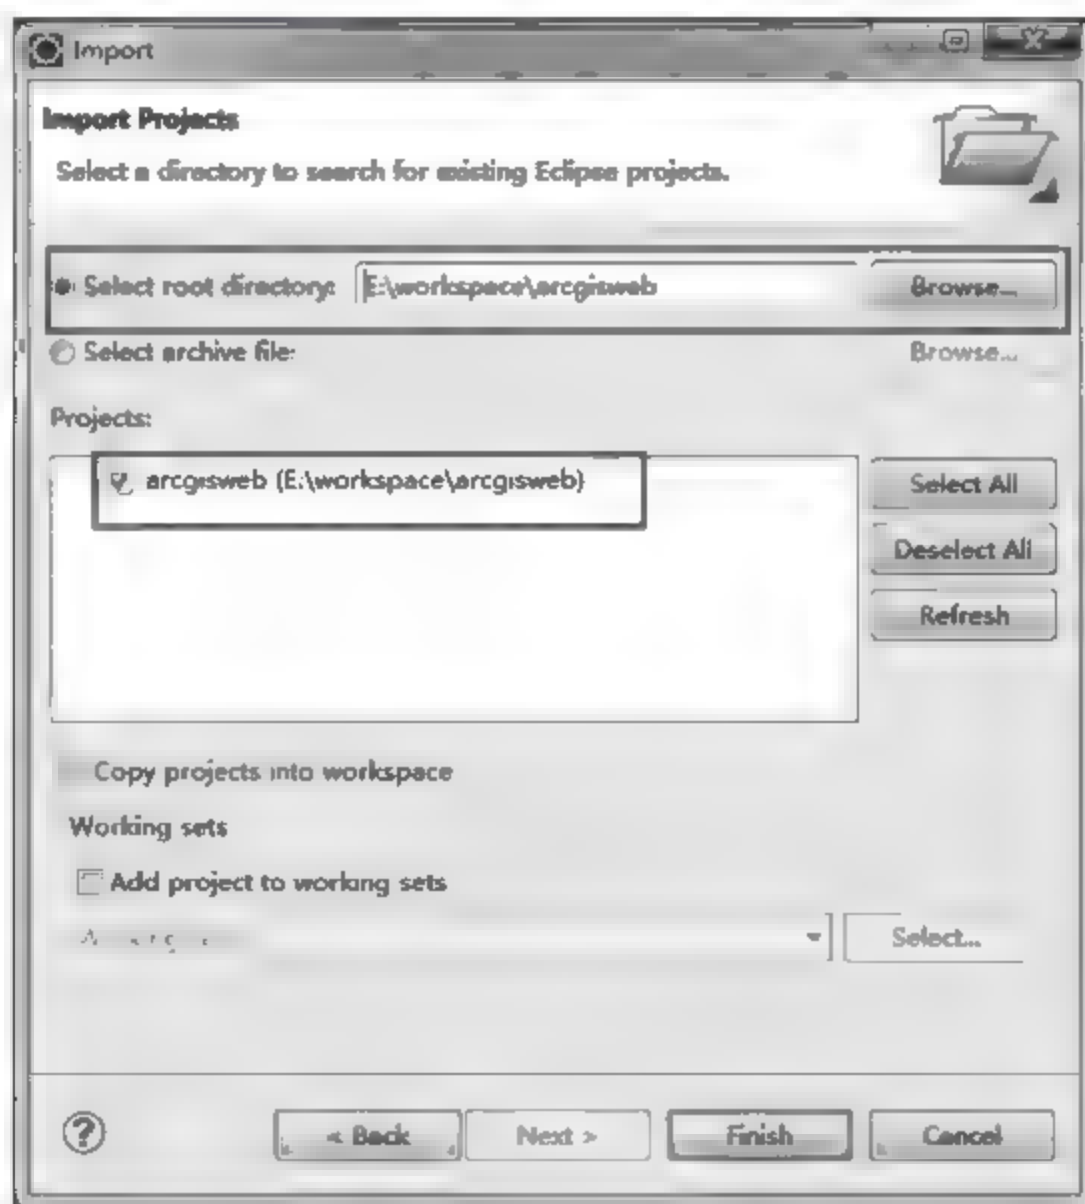 Import
Import Projects
Select a directory to search for existing Eclipse projects.
Select root directory: E:\workspace\arcgisweb Browse...
Select archive file: Browse...
Projects:
arcgisweb (E:\workspace\arcgisweb) Select All
Deselect All
Refresh
Copy projects into workspace
Working sets
Add project to working sets
Select...
? < Back Next > Finish Cancel